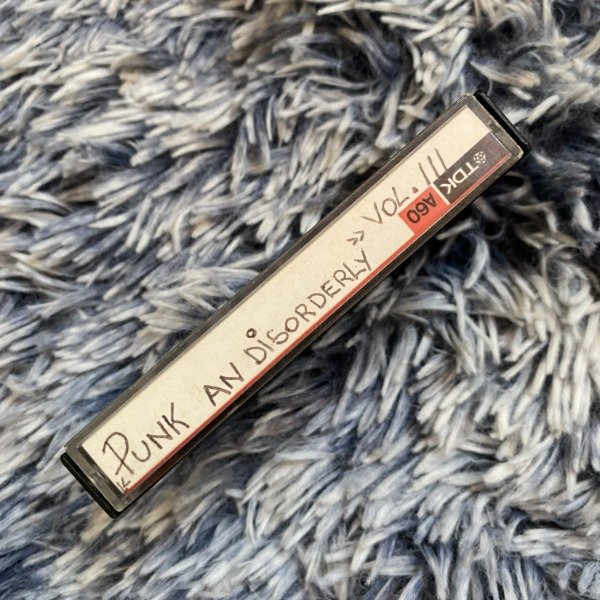 « PUNK AN DISORDERLY » VOL. III
TDK
A60